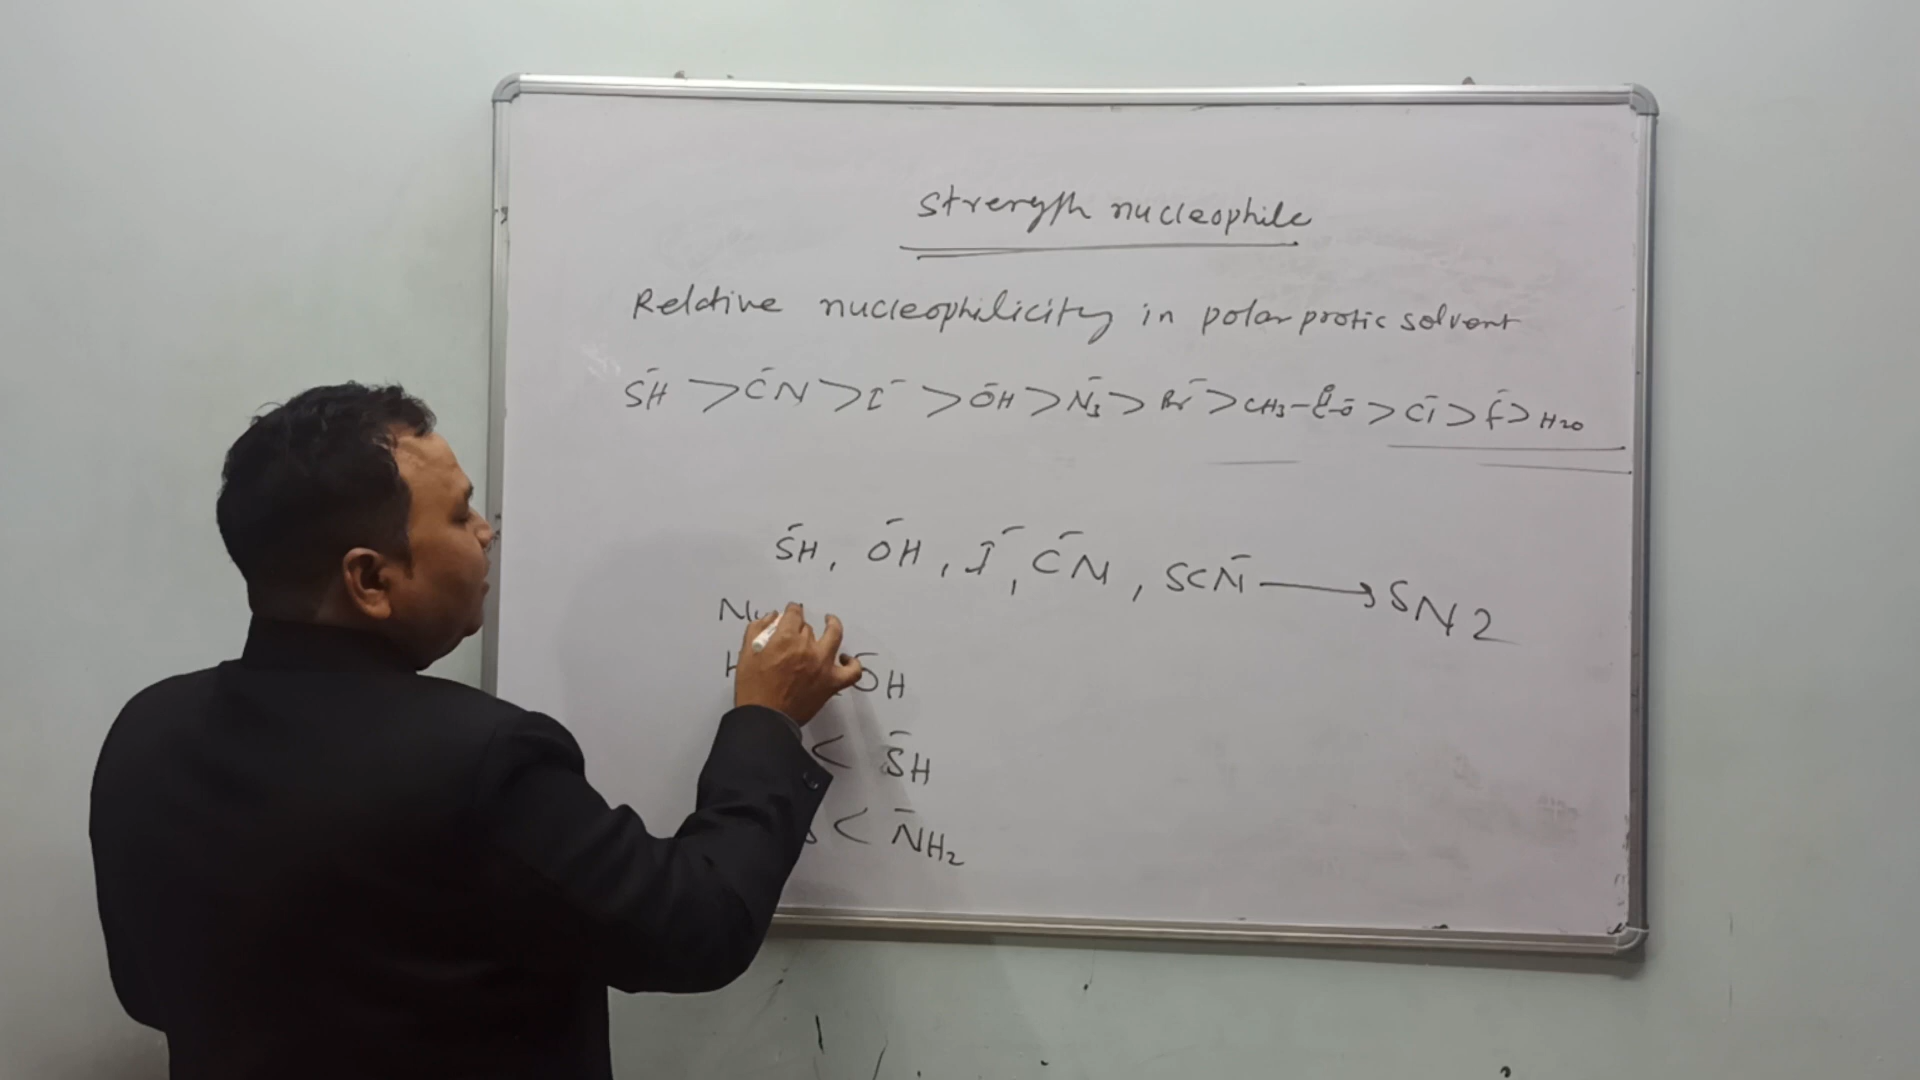 Strength nucleophile
Relative nucleophilicity in polar protic solvent
S̄H > C̄N > I⁻ > ŌH > N̄₃ > Br⁻ > CH₃-C(=O)-Ō > Cl⁻ > F⁻ > H₂O
S̄H, ŌH, I⁻, C̄N, SCN̄ → SN2
ŌH
< S̄H
< N̄H₂